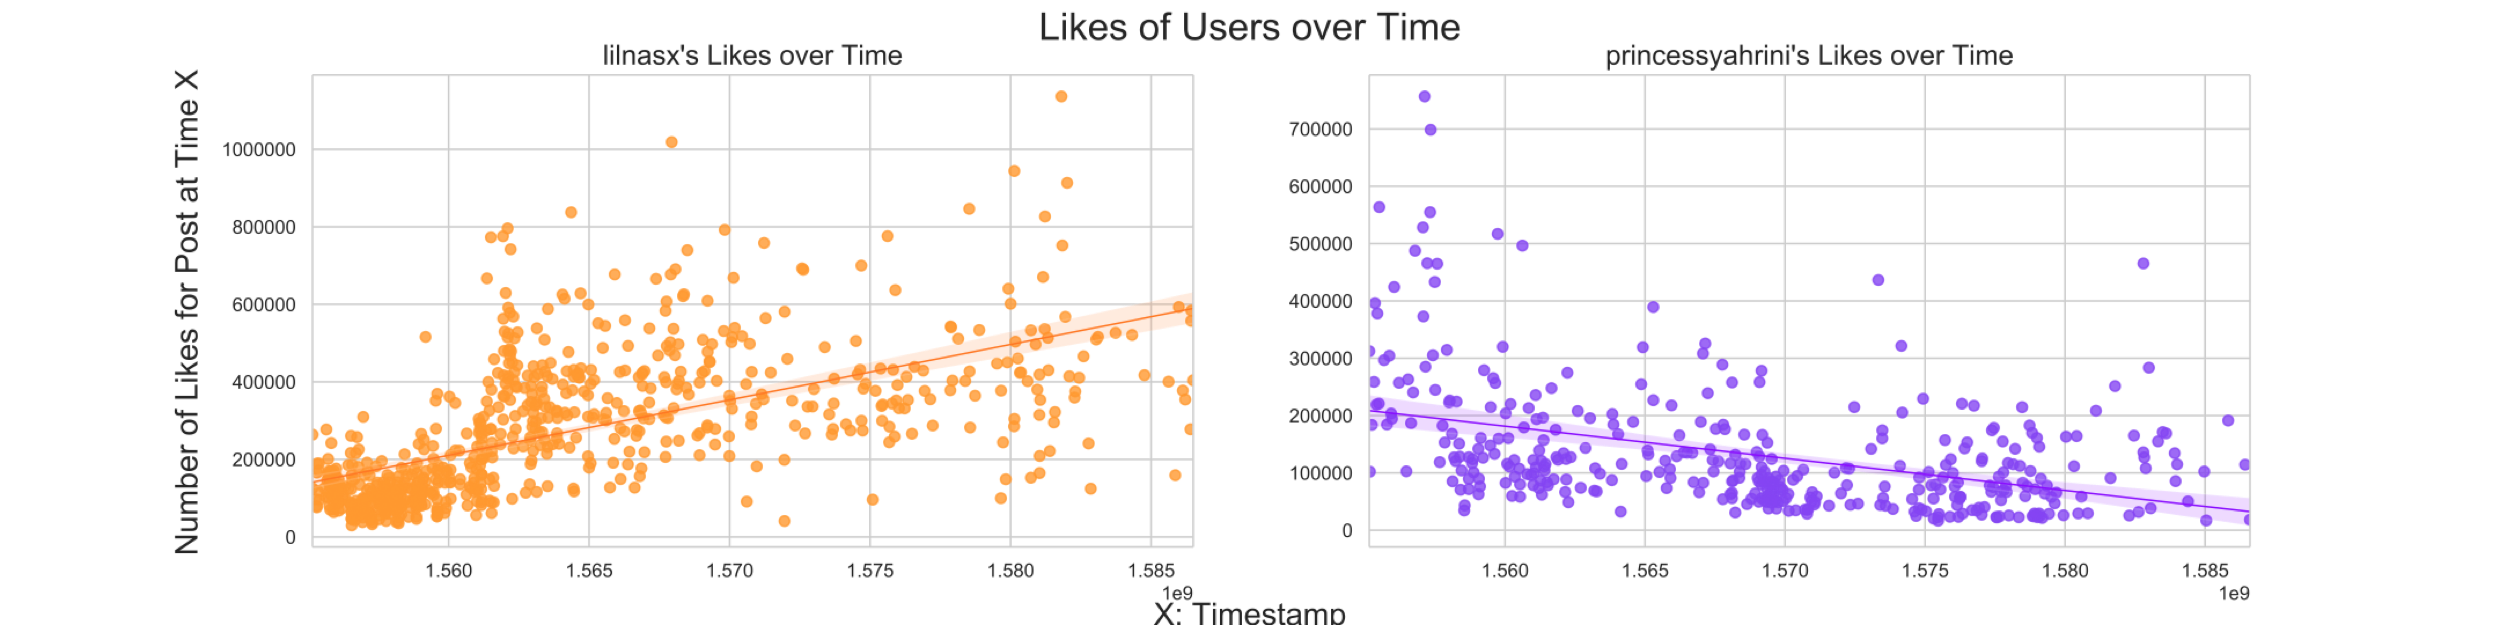 Likes of Users over Time
lilnasx's Likes over Time
Number of Likes for Post at Time X
1000000
800000
600000
400000
200000
0
1.560 1.565 1.570 1.575 1.580 1.585
1e9
princessyahrini's Likes over Time
700000
600000
500000
400000
300000
200000
100000
0
1.560 1.565 1.570 1.575 1.580 1.585
1e9
X: Timestamp